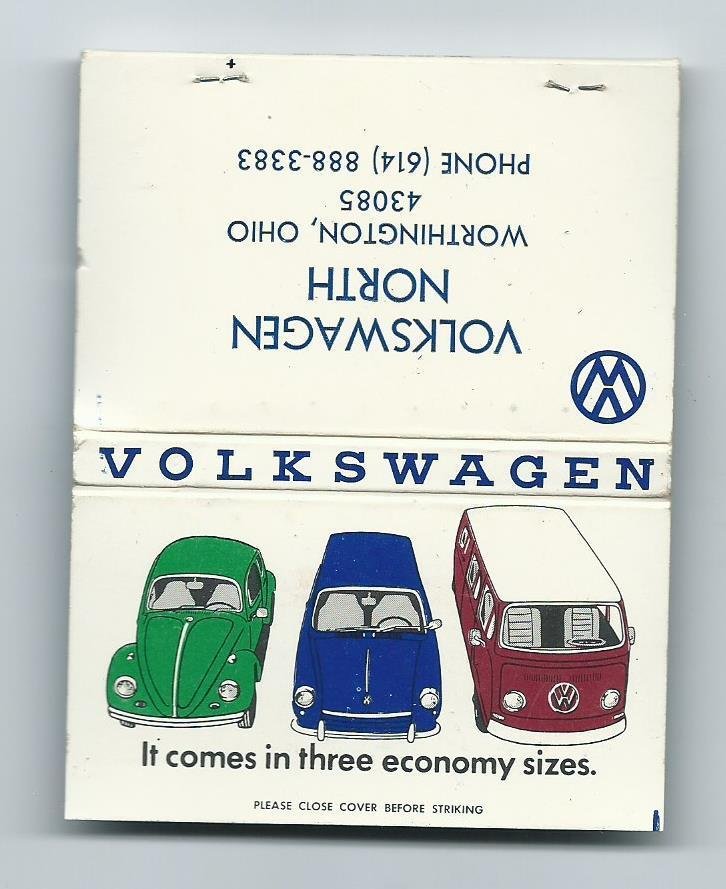 VOLKSWAGEN
NORTH
WORTHINGTON, OHIO
43085
PHONE (614) 888-3383
VOLKSWAGEN
It comes in three economy sizes.
PLEASE CLOSE COVER BEFORE STRIKING